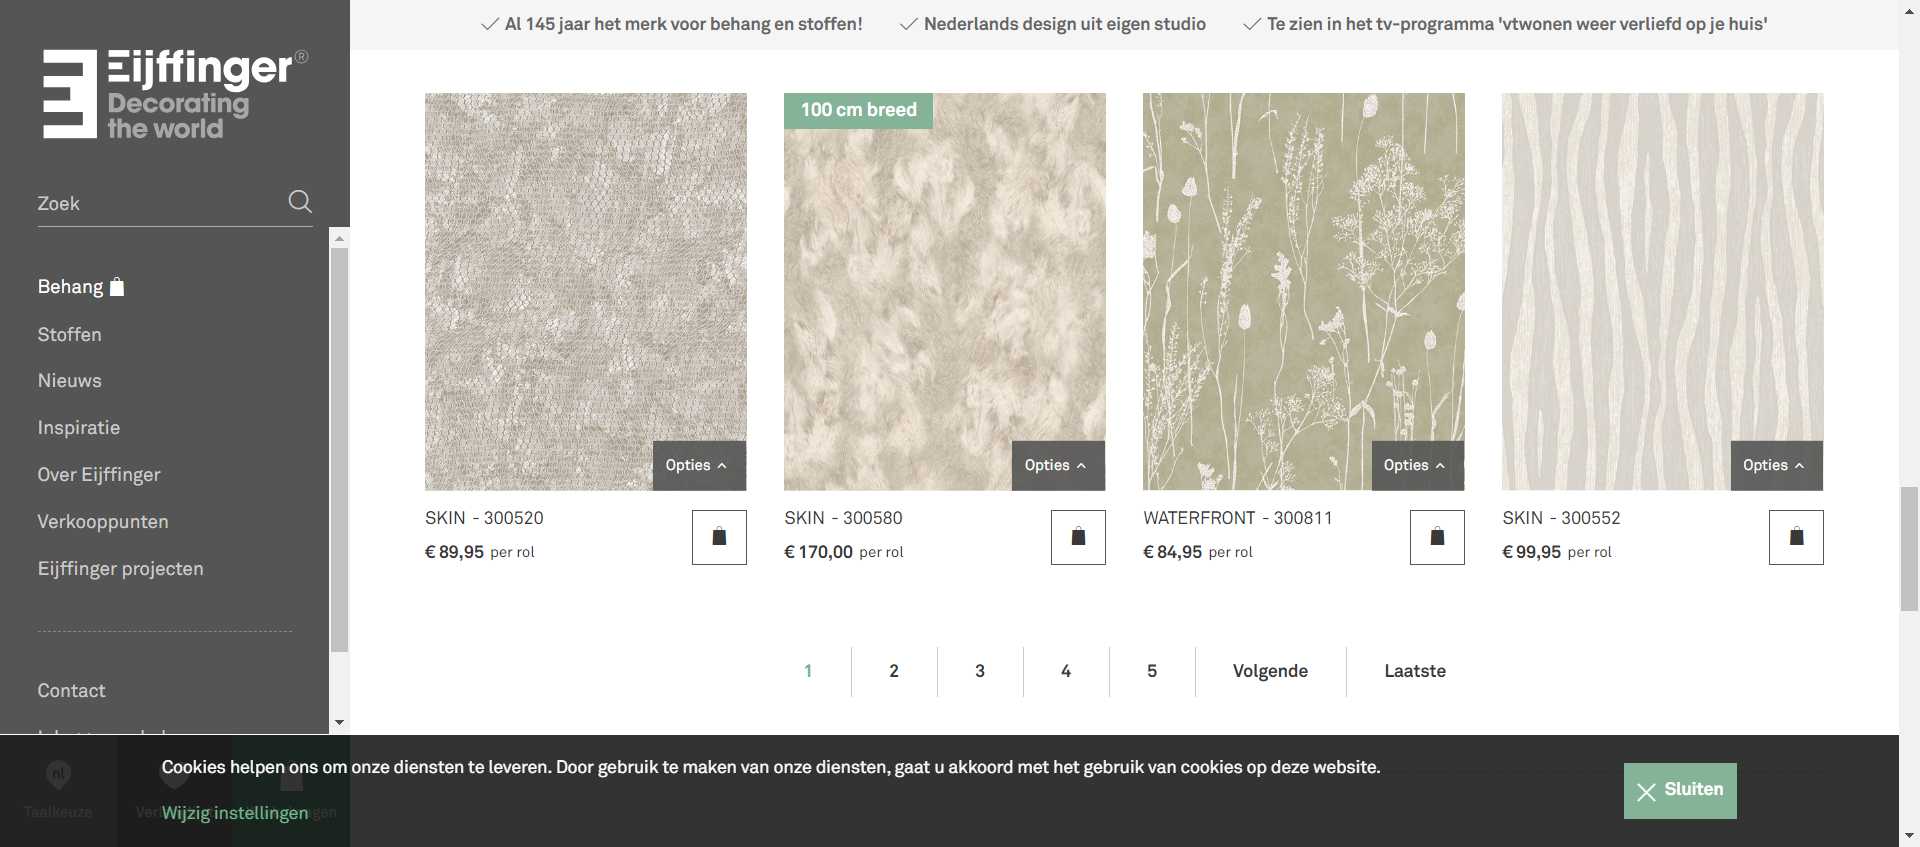 Al 145 jaar het merk voor behang en stoffen!
Nederlands design uit eigen studio
Te zien in het tv-programma 'vtwonen weer verliefd op je huis'
Eijffinger®
Decorating
the world
Zoek
Behang
Stoffen
Nieuws
Inspiratie
Over Eijffinger
Verkooppunten
Eijffinger projecten
Contact
100 cm breed
Opties
Opties
Opties
Opties
SKIN - 300520
€ 89,95 per rol
SKIN - 300580
€ 170,00 per rol
WATERFRONT - 300811
€ 84,95 per rol
SKIN - 300552
€ 99,95 per rol
1 2 3 4 5 Volgende Laatste
nl
Taalkeuze
Cookies helpen ons om onze diensten te leveren. Door gebruik te maken van onze diensten, gaat u akkoord met het gebruik van cookies op deze website.
Wijzig instellingen
Sluiten